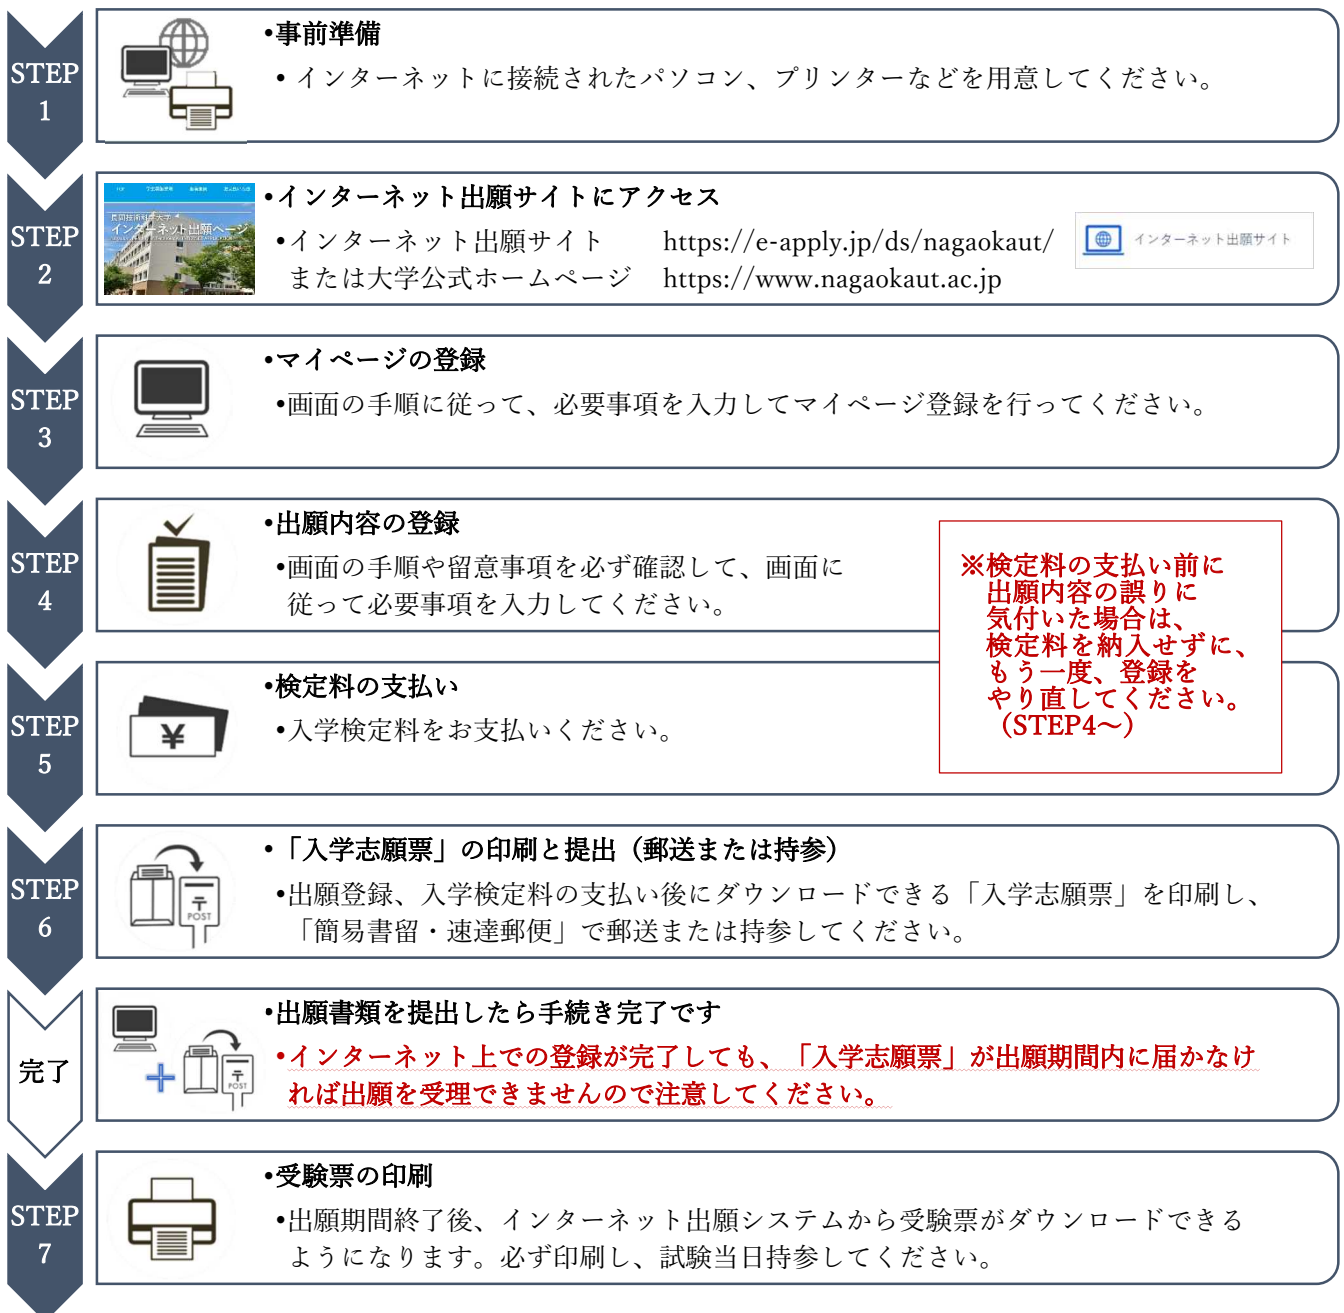 STEP
1
•事前準備
•インターネットに接続されたパソコン、プリンターなどを用意してください。
STEP
2
長岡技術科学大学
インターネット出願ページ
•インターネット出願サイトにアクセス
•インターネット出願サイト https://e-apply.jp/ds/nagaokaut/
または大学公式ホームページ https://www.nagaokaut.ac.jp
インターネット出願サイト
STEP
3
•マイページの登録
•画面の手順に従って、必要事項を入力してマイページ登録を行ってください。
STEP
4
•出願内容の登録
•画面の手順や留意事項を必ず確認して、画面に
従って必要事項を入力してください。
※検定料の支払い前に
出願内容の誤りに
気付いた場合は、
検定料を納入せずに、
もう一度、登録を
やり直してください。
（STEP4～）
STEP
5
¥
•検定料の支払い
•入学検定料をお支払いください。
STEP
6
〒
POST
•「入学志願票」の印刷と提出（郵送または持参）
•出願登録、入学検定料の支払い後にダウンロードできる「入学志願票」を印刷し、
「簡易書留・速達郵便」で郵送または持参してください。
完了
〒
POST
•出願書類を提出したら手続き完了です
•インターネット上での登録が完了しても、「入学志願票」が出願期間内に届かなけ
れば出願を受理できませんので注意してください。
STEP
7
•受験票の印刷
•出願期間終了後、インターネット出願システムから受験票がダウンロードできる
ようになります。必ず印刷し、試験当日持参してください。